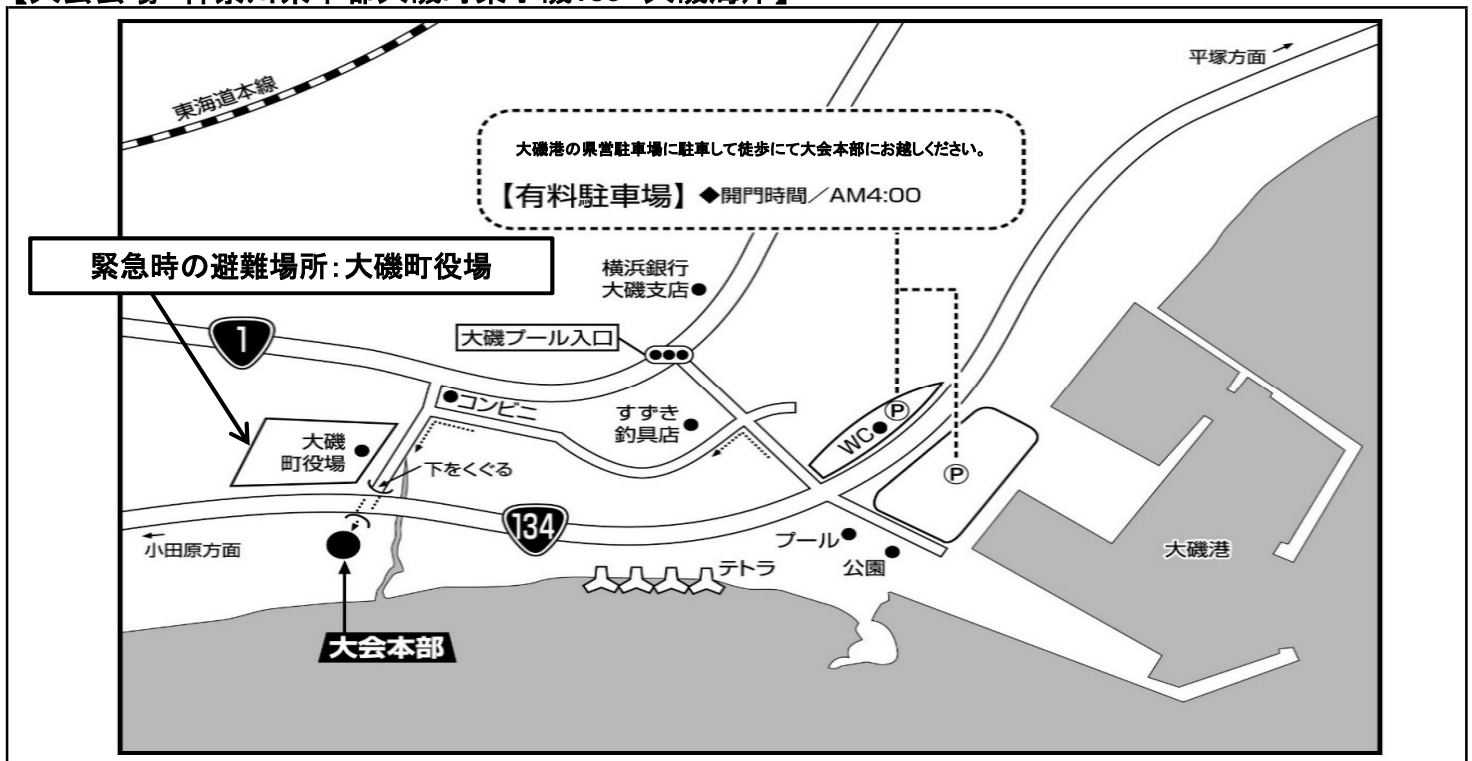 東海道本線
平塚方面
大磯港の県営駐車場に駐車して徒歩にて大会本部にお越しください。
【有料駐車場】◆開門時間／AM4:00
緊急時の避難場所:大磯町役場
横浜銀行
大磯支店
1
大磯プール入口
コンビニ
すずき
釣具店
WC
P
P
大磯
町役場
下をくぐる
134
小田原方面
プール
公園
大磯港
テトラ
大会本部